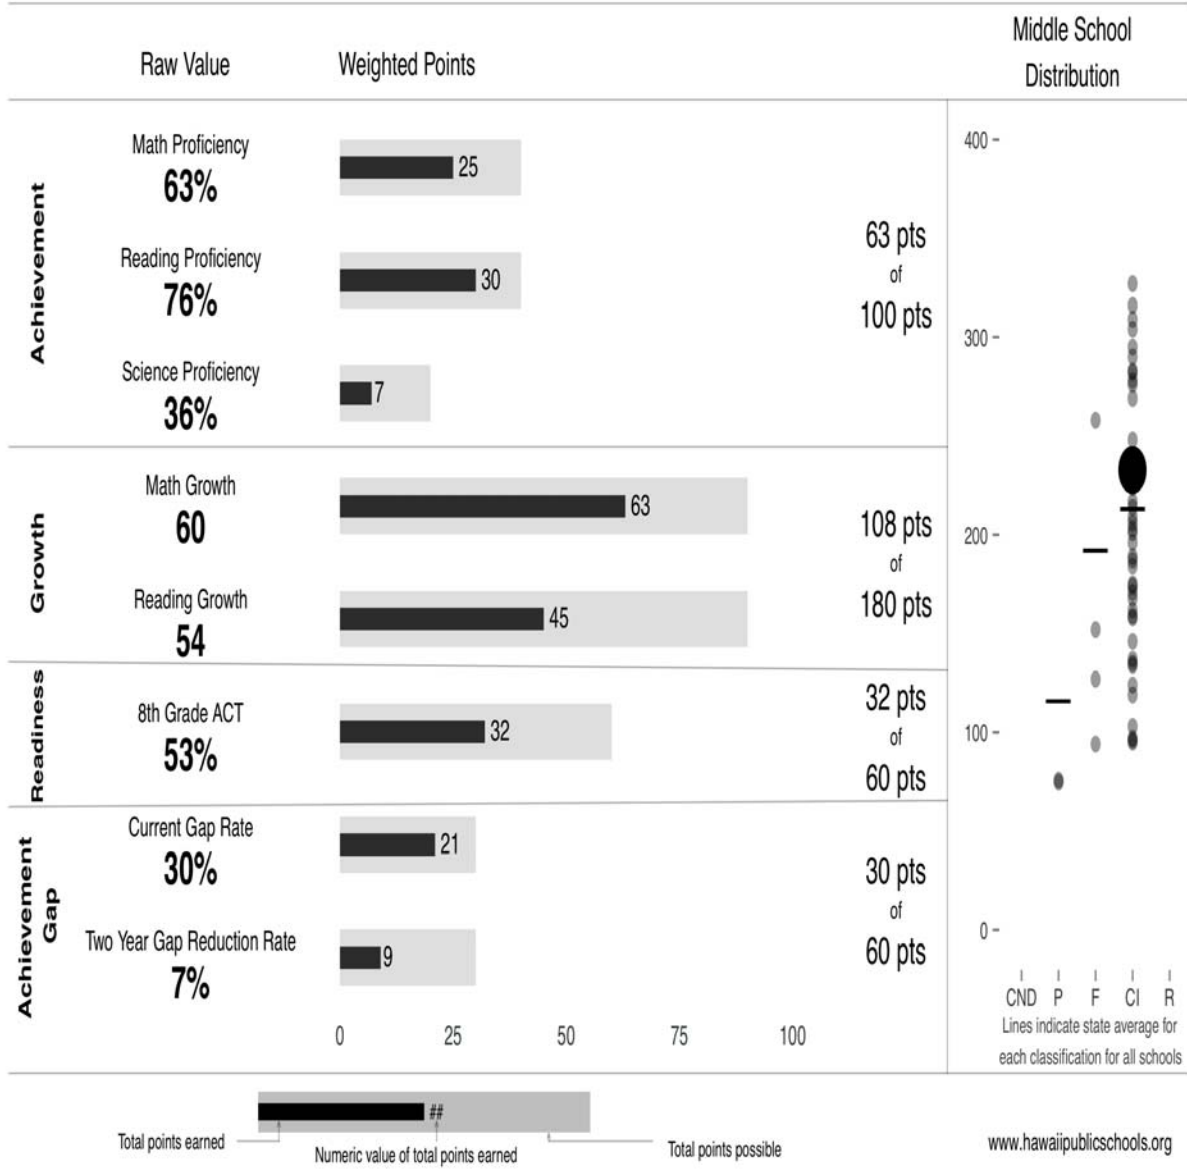 Raw Value
Weighted Points
Middle School
Distribution
Achievement
Math Proficiency
63%
25
Reading Proficiency
76%
30
Science Proficiency
36%
7
63 pts
of
100 pts
Growth
Math Growth
60
63
Reading Growth
54
45
108 pts
of
180 pts
Readiness
8th Grade ACT
53%
32
32 pts
of
60 pts
Achievement
Gap
Current Gap Rate
30%
21
Two Year Gap Reduction Rate
7%
9
30 pts
of
60 pts
0 25 50 75 100
400
300
200
100
0
CND P F CI R
Lines indicate state average for
each classification for all schools
##
Total points earned
Numeric value of total points earned
Total points possible
www.hawaiipublicschools.org